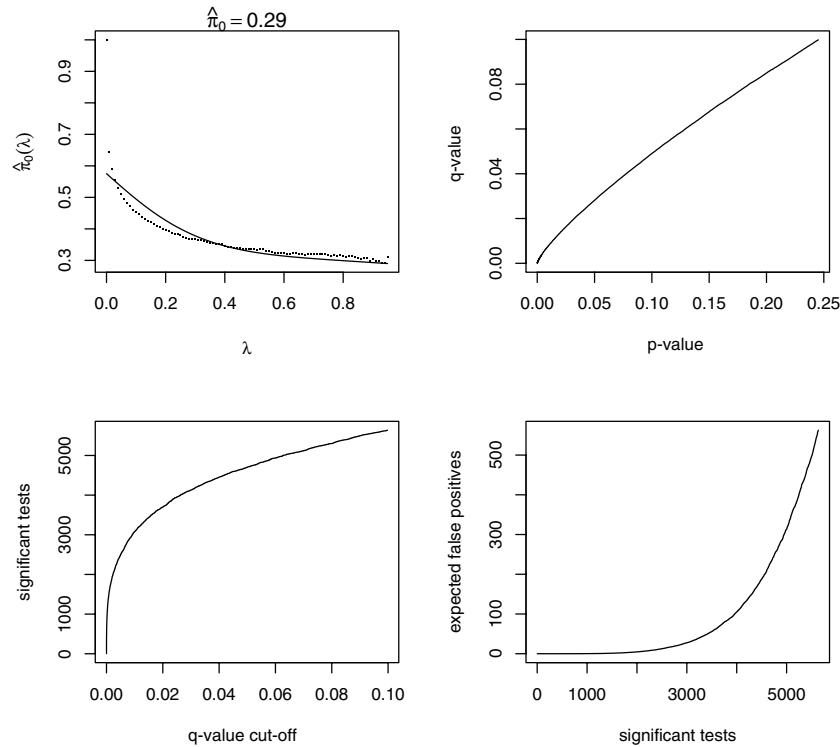 π̂₀ = 0.29
π̂₀(λ)
0.3 0.5 0.7 0.9
0.0 0.2 0.4 0.6 0.8
λ
q-value
0.00 0.04 0.08
0.00 0.05 0.10 0.15 0.20 0.25
p-value
significant tests
0 1000 3000 5000
0.00 0.02 0.04 0.06 0.08 0.10
q-value cut-off
expected false positives
0 100 300 500
0 1000 3000 5000
significant tests